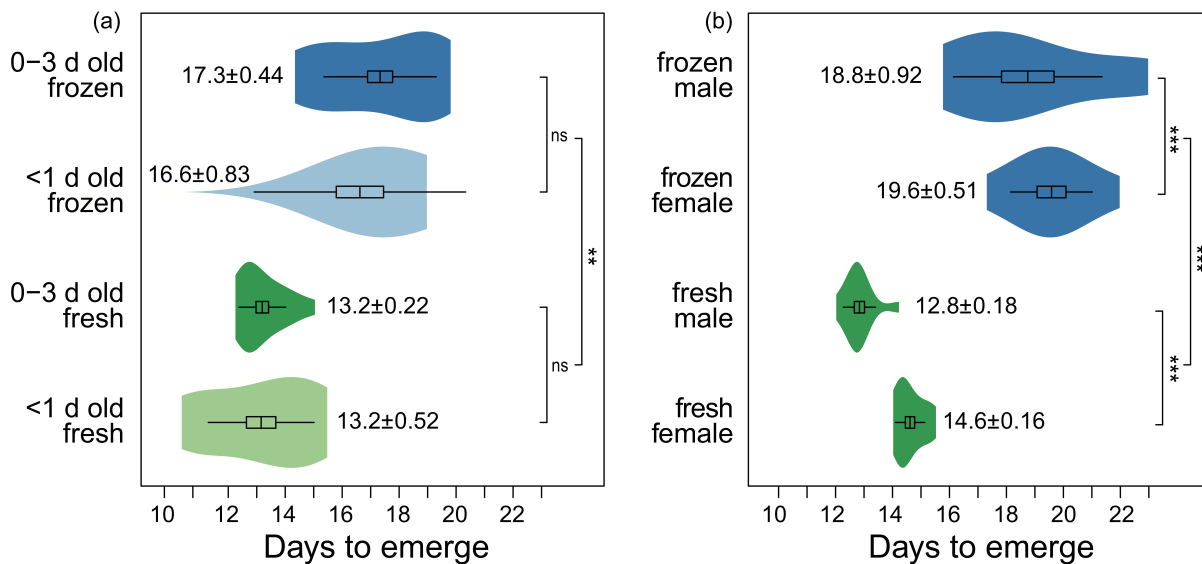 (a)
0−3 d old
frozen
17.3±0.44
<1 d old
frozen
16.6±0.83
0−3 d old
fresh
13.2±0.22
<1 d old
fresh
13.2±0.52
ns
**
ns
10 12 14 16 18 20 22
Days to emerge
(b)
frozen
male
18.8±0.92
frozen
female
19.6±0.51
fresh
male
12.8±0.18
fresh
female
14.6±0.16
***
***
***
10 12 14 16 18 20 22
Days to emerge